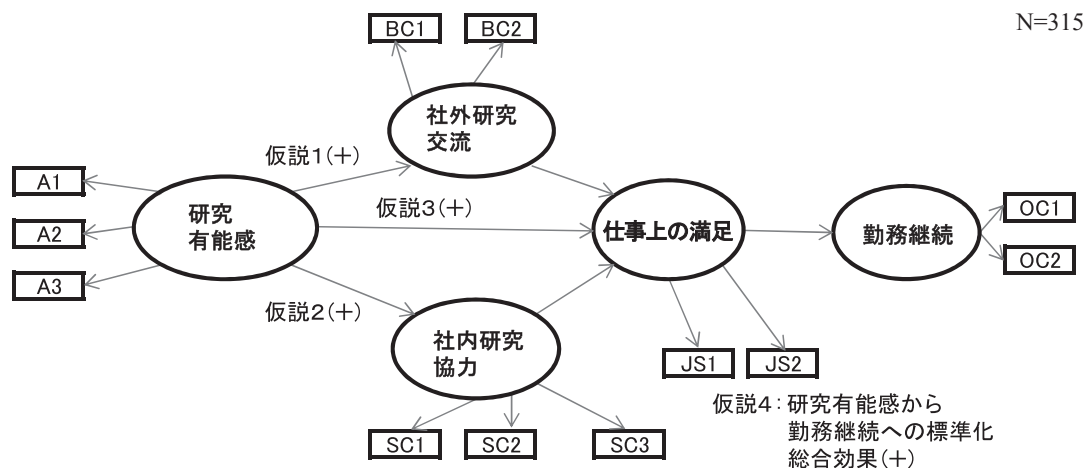 N=315
BC1
BC2
社外研究
交流
仮説1(+)
A1
A2
A3
研究
有能感
仮説3(+)
仕事上の満足
勤務継続
OC1
OC2
仮説2(+)
社内研究
協力
JS1
JS2
SC1
SC2
SC3
仮説4：研究有能感から
勤務継続への標準化
総合効果(+)